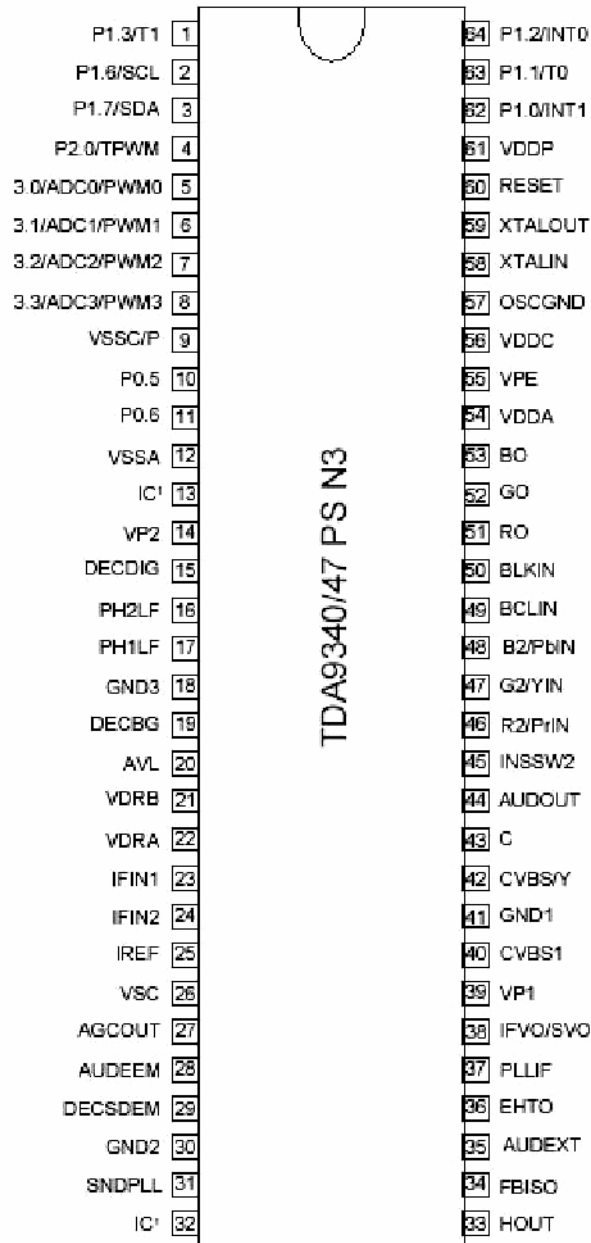 P1.3/T1 1 64 P1.2/INT0
P1.6/SCL 2 63 P1.1/T0
P1.7/SDA 3 62 P1.0/INT1
P2.0/TPWM 4 61 VDDP
3.0/ADC0/PWM0 5 60 RESET
3.1/ADC1/PWM1 6 59 XTALOUT
3.2/ADC2/PWM2 7 58 XTALIN
3.3/ADC3/PWM3 8 57 OSCGND
VSSC/P 9 56 VDDC
P0.5 10 55 VPE
P0.6 11 54 VDDA
VSSA 12 53 BO
IC¹ 13 52 GO
VP2 14 51 RO
DECDIG 15 50 BLKIN
PH2LF 16 49 BCLIN
PH1LF 17 48 B2/PbIN
GND3 18 47 G2/YIN
DECBG 19 46 R2/PrIN
AVL 20 45 INSSW2
VDRB 21 44 AUDOUT
VDRA 22 43 C
IFIN1 23 42 CVBS/Y
IFIN2 24 41 GND1
IREF 25 40 CVBS1
VSC 26 39 VP1
AGCOUT 27 38 IFVO/SVO
AUDEEM 28 37 PLLIF
DECSDEM 29 36 EHTO
GND2 30 35 AUDEXT
SNDPLL 31 34 FBISO
IC¹ 32 33 HOUT
TDA9340/47 PS N3